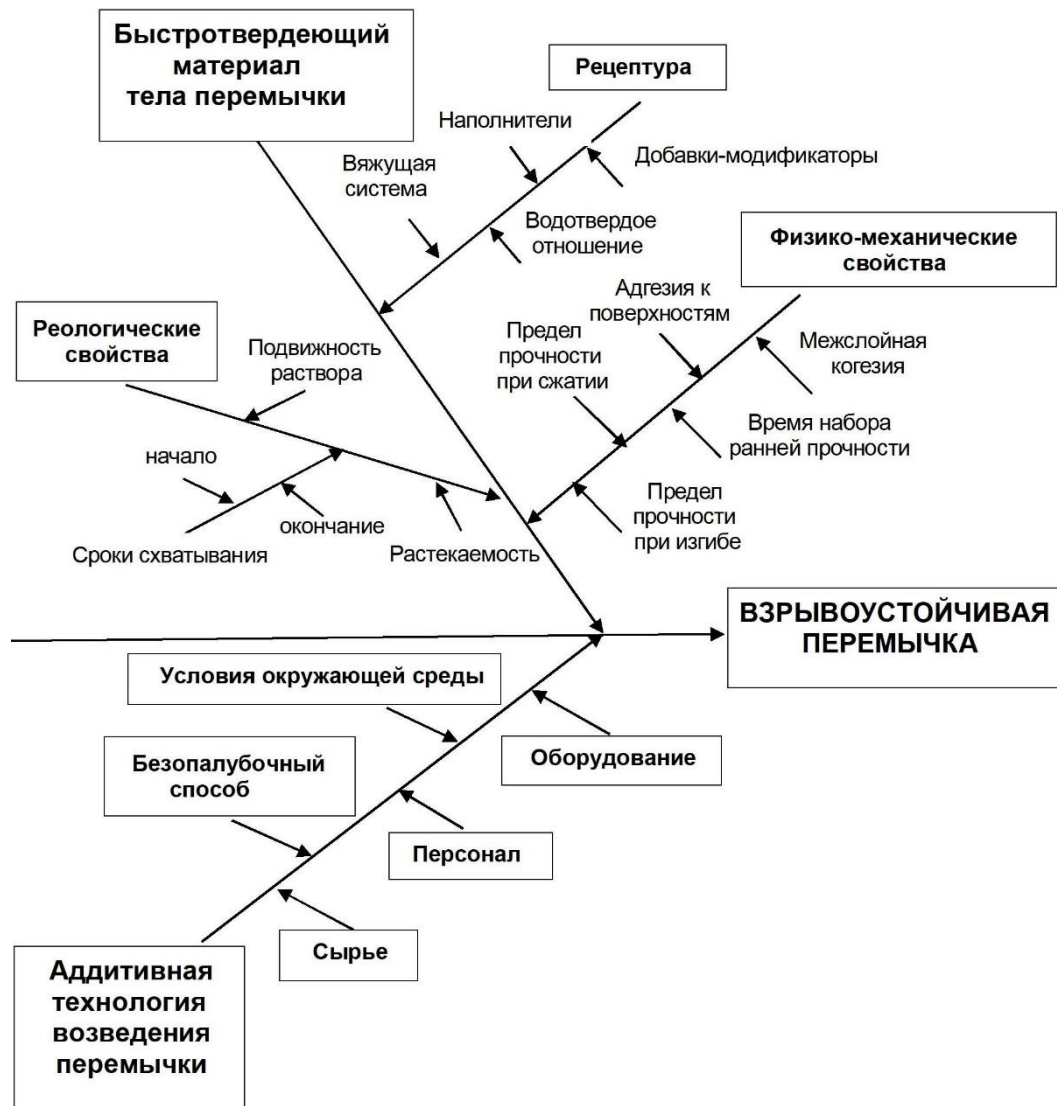 Быстротвердеющий
материал
тела перемычки
Рецептура
Наполнители
Добавки-модификаторы
Вяжущая
система
Водотвердое
отношение
Физико-механические
свойства
Адгезия к
поверхностям
Предел
прочности
при сжатии
Межслойная
когезия
Время набора
ранней прочности
Предел
прочности
при изгибе
Реологические
свойства
Подвижность
раствора
начало
окончание
Сроки схватывания
Растекаемость
ВЗРЫВОУСТОЙЧИВАЯ
ПЕРЕМЫЧКА
Условия окружающей среды
Оборудование
Безопалубочный
способ
Персонал
Сырье
Аддитивная
технология
возведения
перемычки